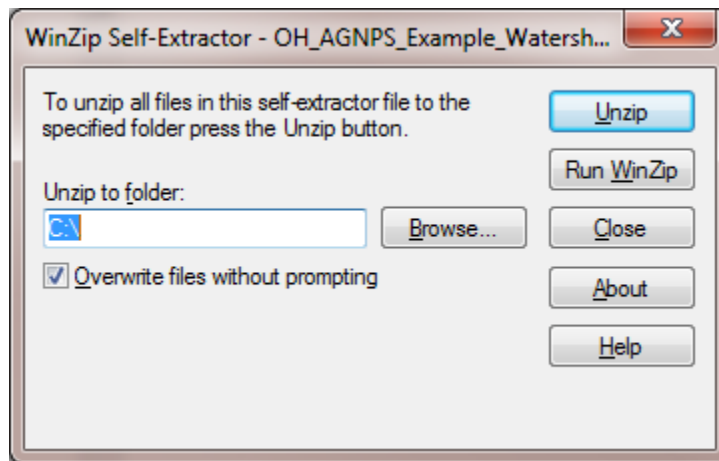 WinZip Self-Extractor - OH_AGNPS_Example_Watersh...
To unzip all files in this self-extractor file to the
specified folder press the Unzip button.
Unzip to folder:
C:\
Browse...
Overwrite files without prompting
Unzip
Run WinZip
Close
About
Help